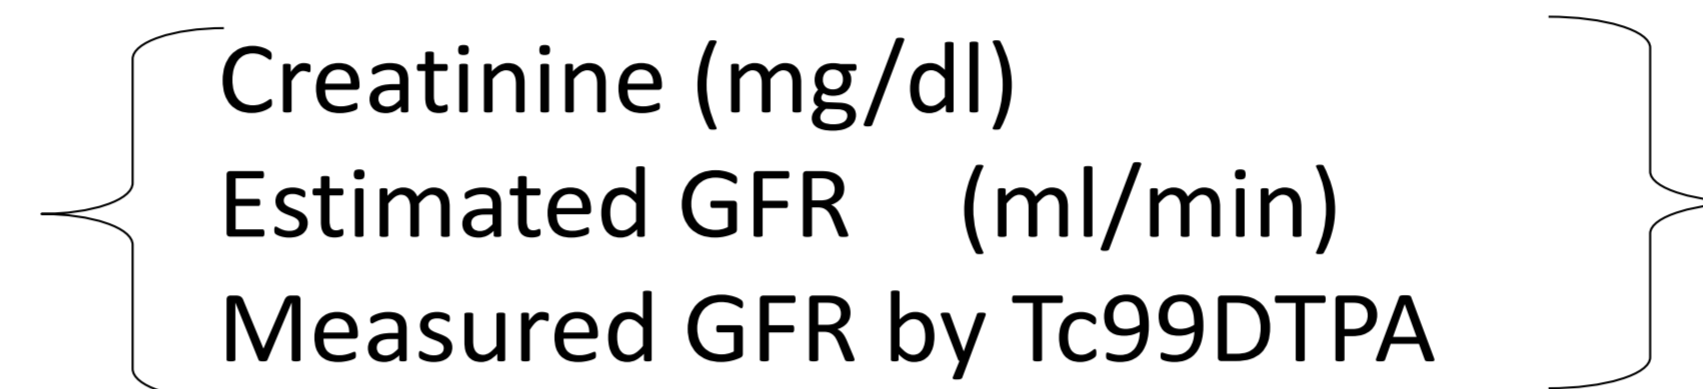 Creatinine (mg/dl)
Estimated GFR (ml/min)
Measured GFR by Tc99DTPA